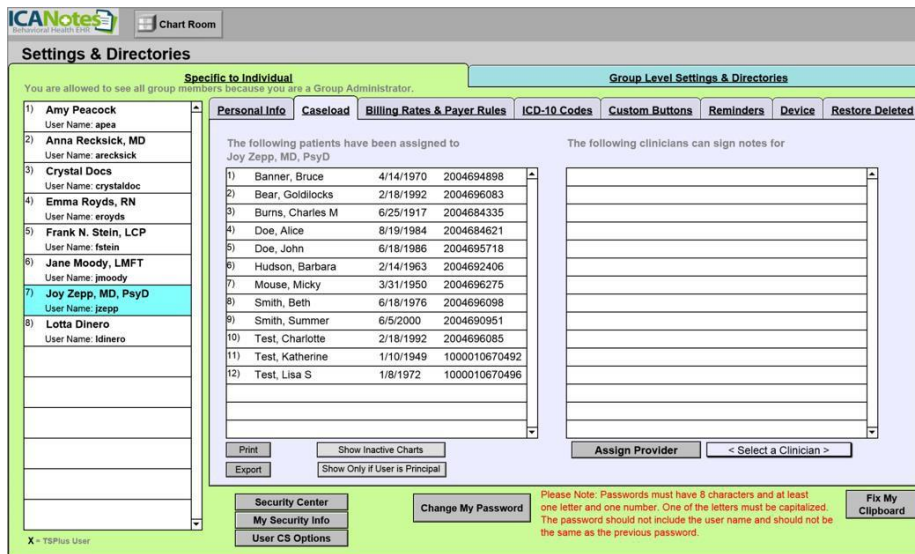 ICANotes
Behavioral Health EHR
Chart Room
Settings & Directories
Specific to Individual
Group Level Settings & Directories
You are allowed to see all group members because you are a Group Administrator.
1) Amy Peacock
User Name: apea
2) Anna Recksick, MD
User Name: arecksick
3) Crystal Docs
User Name: crystaldoc
4) Emma Royds, RN
User Name: eroyds
5) Frank N. Stein, LCP
User Name: fstein
6) Jane Moody, LMFT
User Name: jmoody
7) Joy Zepp, MD, PsyD
User Name: jzepp
8) Lotta Dinero
User Name: ldinero
X = TSPlus User
Personal Info Caseload Billing Rates & Payer Rules ICD-10 Codes Custom Buttons Reminders Device Restore Deleted
The following patients have been assigned to
Joy Zepp, MD, PsyD
1) Banner, Bruce 4/14/1970 2004694898
2) Bear, Goldilocks 2/18/1992 2004696083
3) Burns, Charles M 6/25/1917 2004684335
4) Doe, Alice 8/19/1984 2004684621
5) Doe, John 6/18/1986 2004695718
6) Hudson, Barbara 2/14/1963 2004692406
7) Mouse, Micky 3/31/1950 2004696275
8) Smith, Beth 6/18/1976 2004696098
9) Smith, Summer 6/5/2000 2004690951
10) Test, Charlotte 2/18/1992 2004696085
11) Test, Katherine 1/10/1949 1000010670492
12) Test, Lisa S 1/8/1972 1000010670496
Print
Show Inactive Charts
Export
Show Only if User is Principal
The following clinicians can sign notes for
Assign Provider
< Select a Clinician >
Security Center
My Security Info
User CS Options
Change My Password
Please Note: Passwords must have 8 characters and at least
one letter and one number. One of the letters must be capitalized.
The password should not include the user name and should not be
the same as the previous password.
Fix My
Clipboard